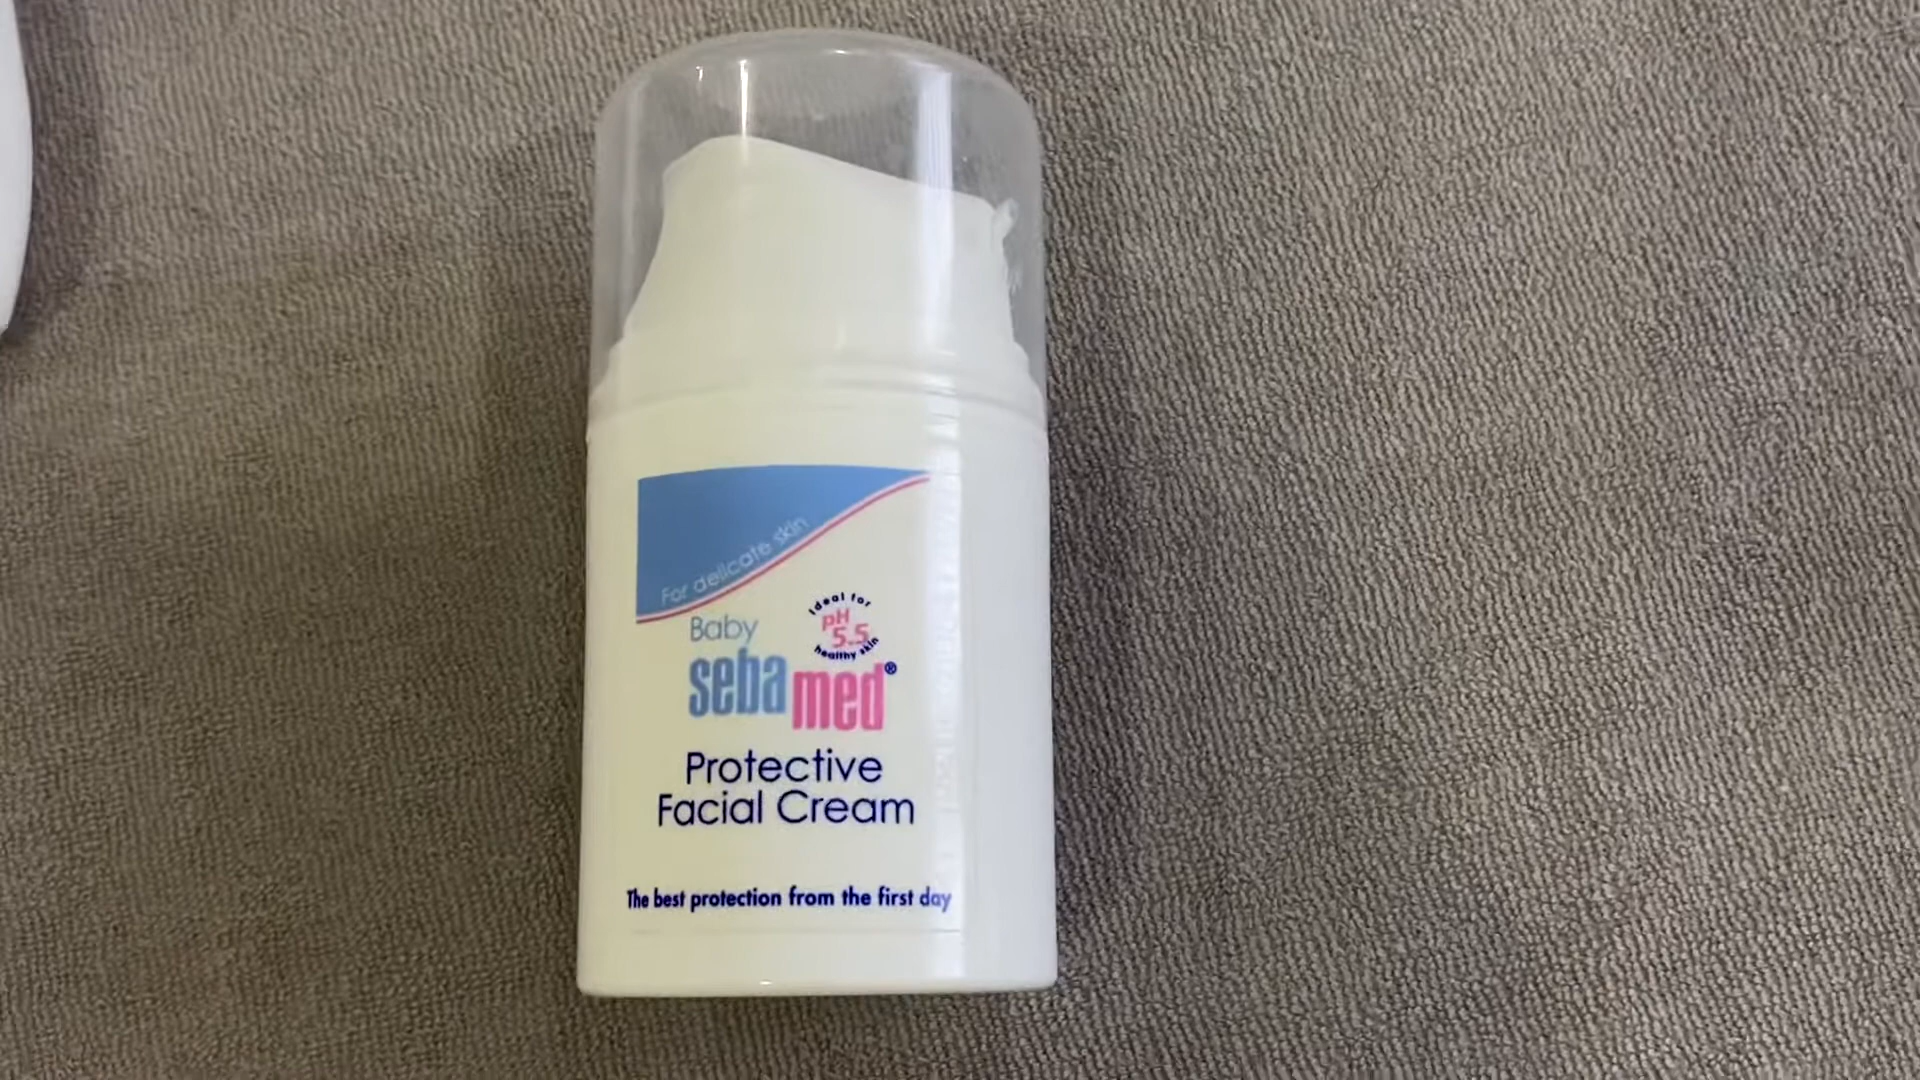 For delicate skin
Baby
Ideal for
pH
5.5
healthy skin
sebamed®
Protective
Facial Cream
The best protection from the first day